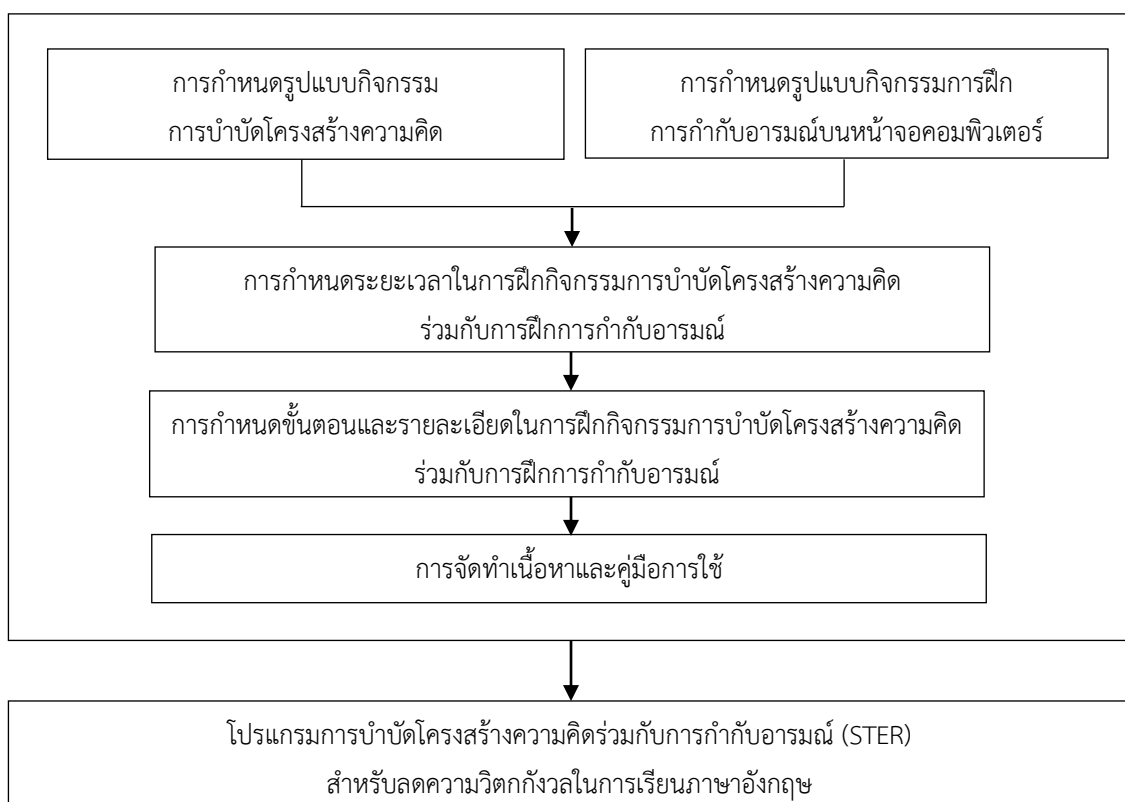 การกำหนดรูปแบบกิจกรรม
การบำบัดโครงสร้างความคิด
การกำหนดรูปแบบกิจกรรมการฝึก
การกำกับอารมณ์บนหน้าจอคอมพิวเตอร์
การกำหนดระยะเวลาในการฝึกกิจกรรมการบำบัดโครงสร้างความคิด
ร่วมกับการฝึกการกำกับอารมณ์
การกำหนดขั้นตอนและรายละเอียดในการฝึกกิจกรรมการบำบัดโครงสร้างความคิด
ร่วมกับการฝึกการกำกับอารมณ์
การจัดทำเนื้อหาและคู่มือการใช้
โปรแกรมการบำบัดโครงสร้างความคิดร่วมกับการกำกับอารมณ์ (STER)
สำหรับลดความวิตกกังวลในการเรียนภาษาอังกฤษ